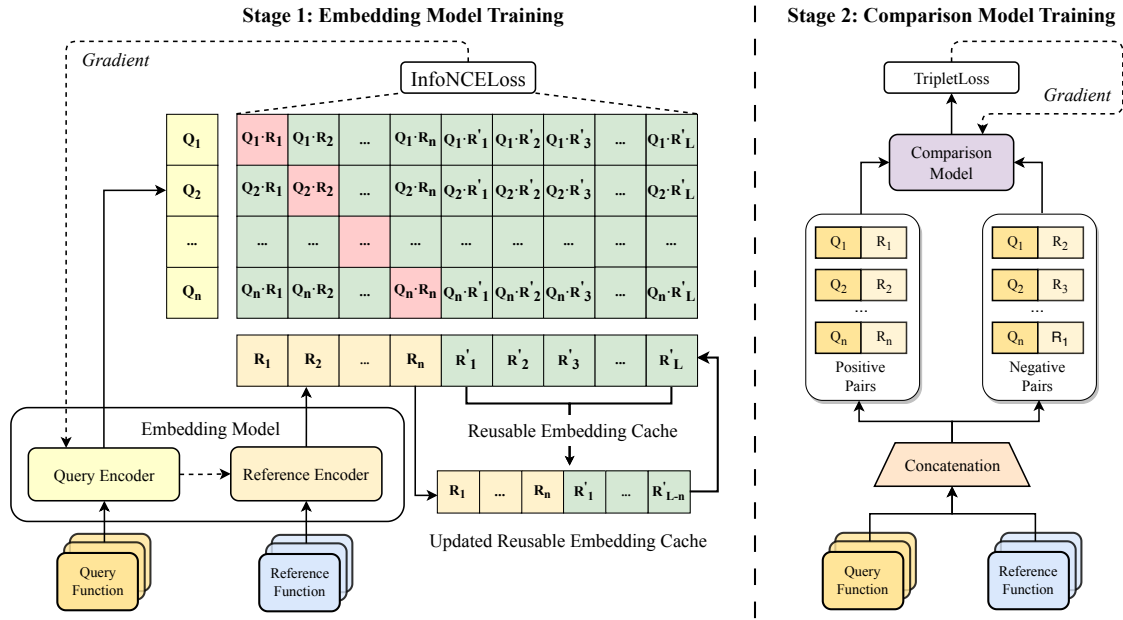 Stage 1: Embedding Model Training
Gradient
InfoNCELoss
Q1
Q1·R1 Q1·R2 ... Q1·Rn Q1·R'1 Q1·R'2 Q1·R'3 ... Q1·R'L
Q2
Q2·R1 Q2·R2 ... Q2·Rn Q2·R'1 Q2·R'2 Q2·R'3 ... Q2·R'L
...
... ... ... ... ... ... ... ... ...
Qn
Qn·R1 Qn·R2 ... Qn·Rn Qn·R'1 Qn·R'2 Qn·R'3 ... Qn·R'L
R1 R2 ... Rn R'1 R'2 R'3 ... R'L
Reusable Embedding Cache
R1 ... Rn R'1 ... R'L-n
Updated Reusable Embedding Cache
Embedding Model
Query Encoder
Reference Encoder
Query
Function
Reference
Function
Stage 2: Comparison Model Training
TripletLoss
Gradient
Comparison
Model
Q1 R1
Q2 R2
...
Qn Rn
Positive
Pairs
Q1 R2
Q2 R3
...
Qn R1
Negative
Pairs
Concatenation
Query
Function
Reference
Function